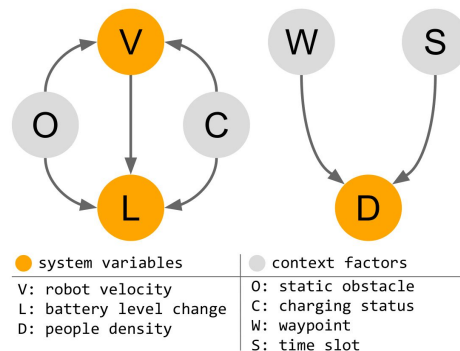 V
W
S
O
C
L
D
system variables
V: robot velocity
L: battery level change
D: people density
context factors
O: static obstacle
C: charging status
W: waypoint
S: time slot